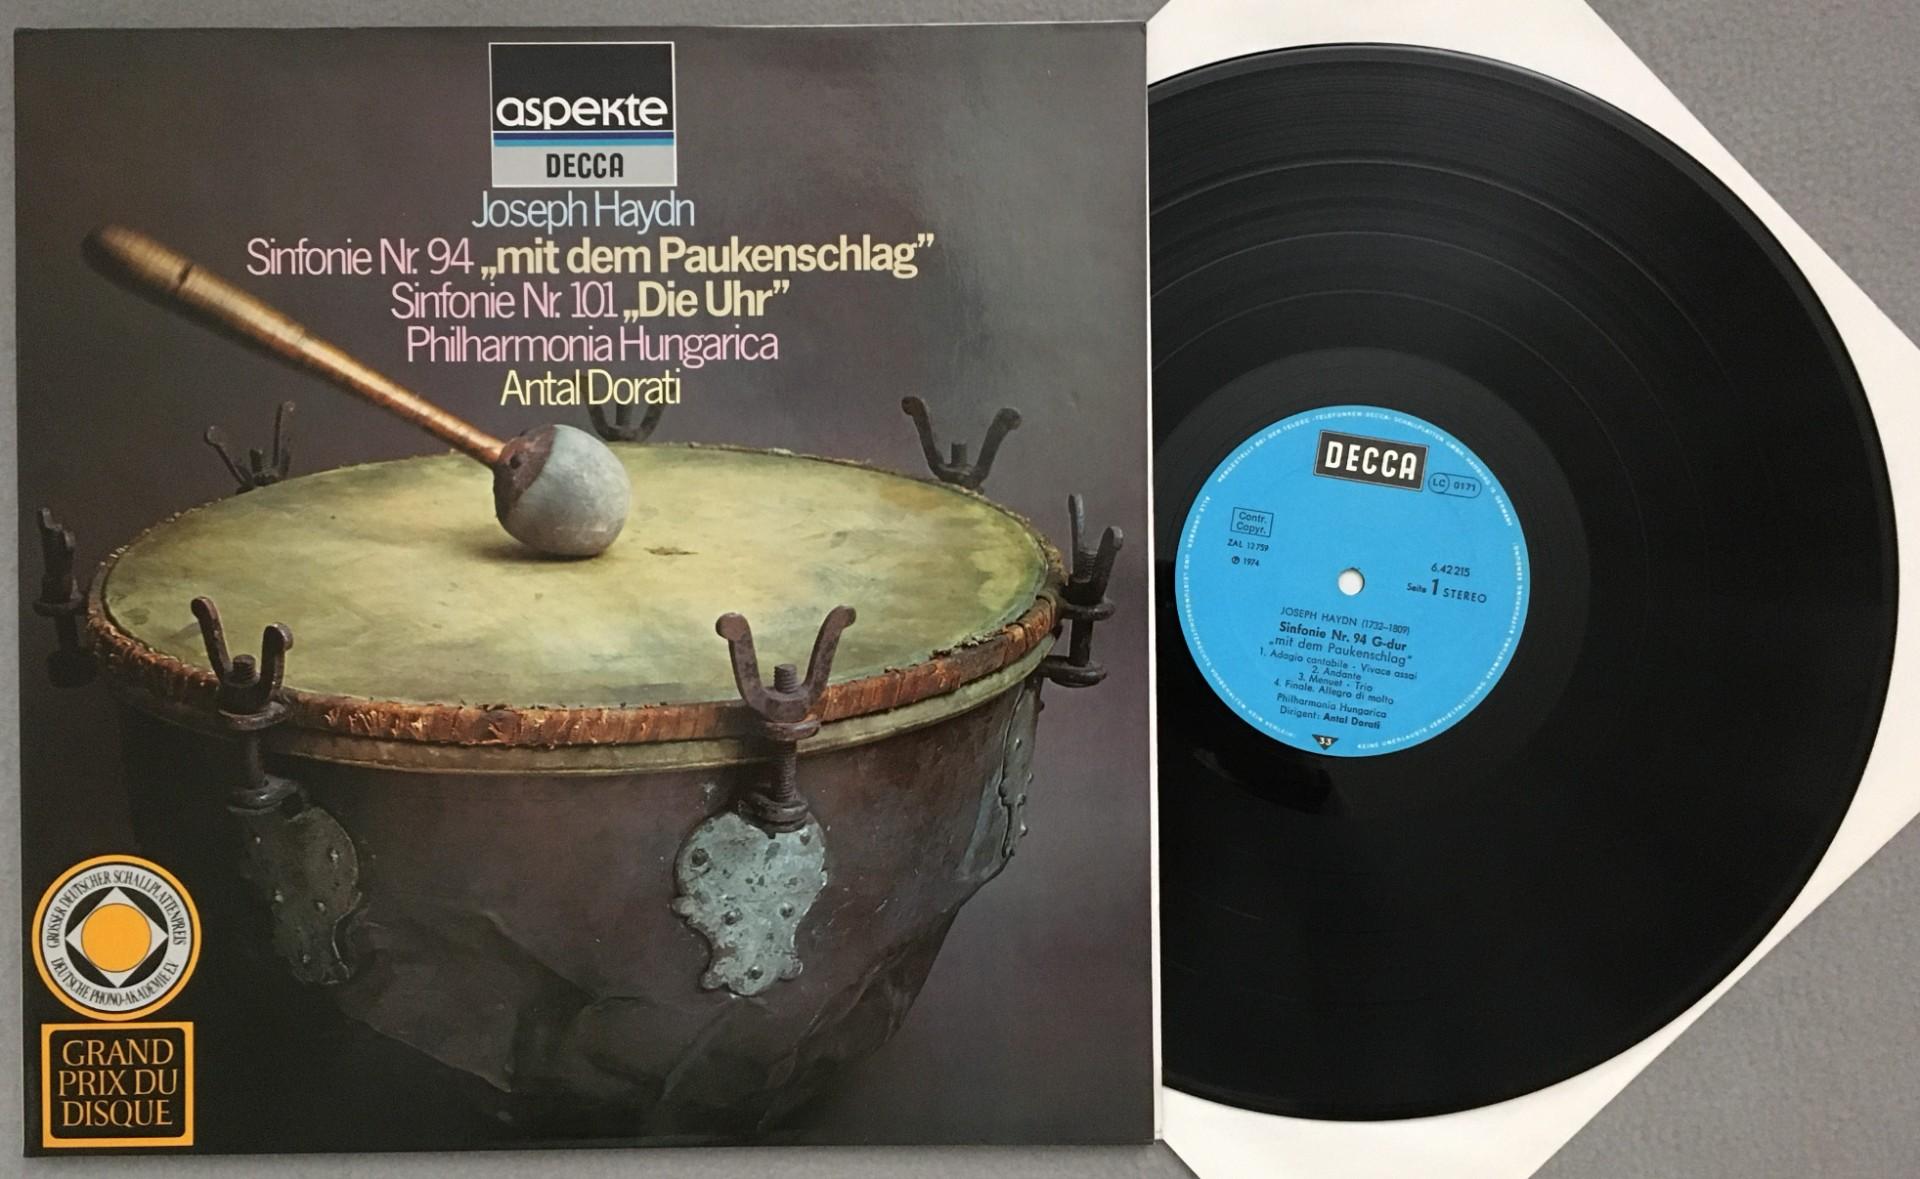 aspekte
DECCA
Joseph Haydn
Sinfonie Nr. 94 „mit dem Paukenschlag”
Sinfonie Nr. 101 „Die Uhr”
Philharmonia Hungarica
Antal Dorati
GROSSER DEUTSCHER SCHALLPLATTENPREIS
DEUTSCHE PHONO-AKADEMIE E.V.
GRAND
PRIX DU
DISQUE
DECCA
LC 0171
Contr.
Copyr.
ZAL 12 759
℗ 1974
6.42 215
Seite 1 STEREO
JOSEPH HAYDN (1732–1809)
Sinfonie Nr. 94 G-dur
„mit dem Paukenschlag”
1. Adagio cantabile - Vivace assai
2. Andante
3. Menuet - Trio
4. Finale. Allegro di molto
Philharmonia Hungarica
Dirigent: Antal Dorati
33